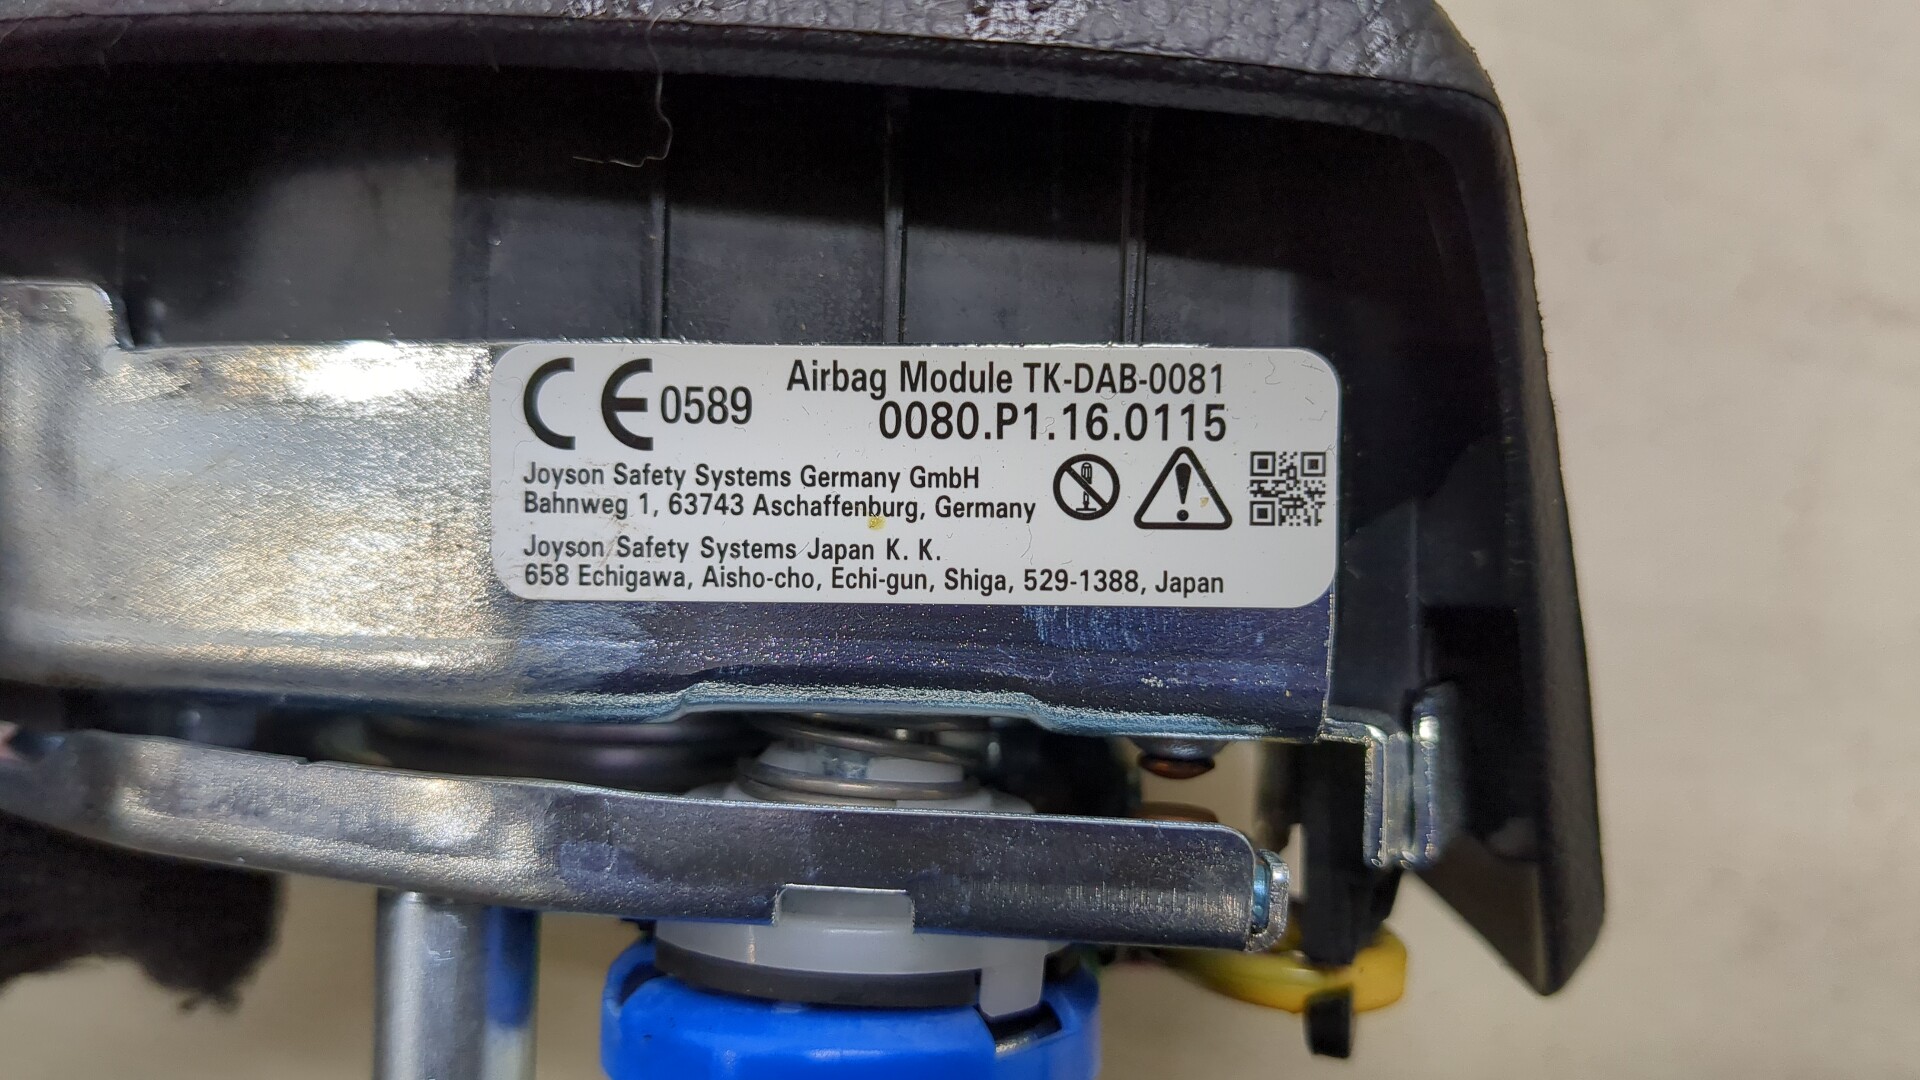 CE 0589
Airbag Module TK-DAB-0081
0080.P1.16.0115
Joyson Safety Systems Germany GmbH
Bahnweg 1, 63743 Aschaffenburg, Germany
Joyson Safety Systems Japan K. K.
658 Echigawa, Aisho-cho, Echi-gun, Shiga, 529-1388, Japan